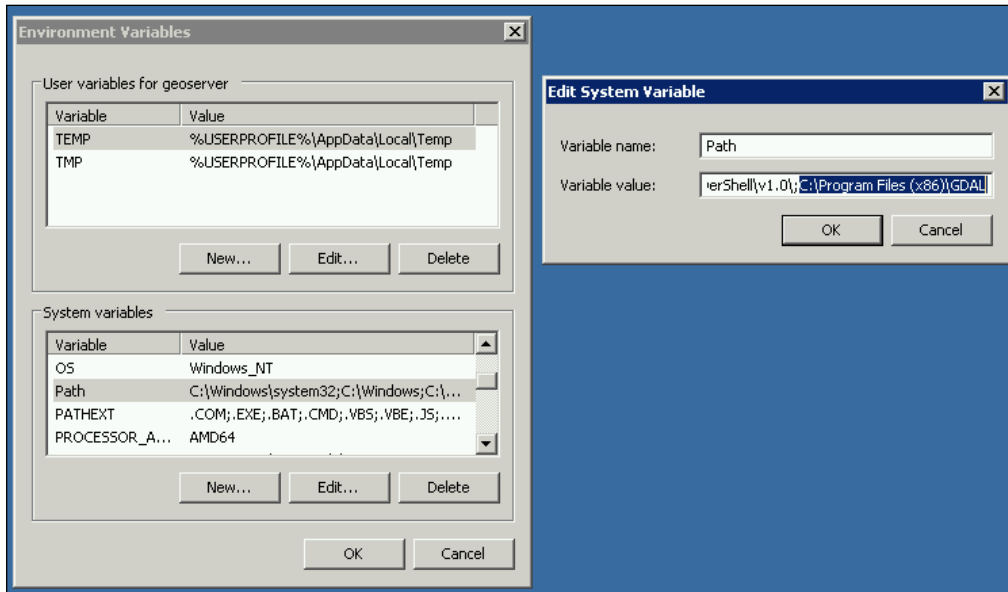 Environment Variables
User variables for geoserver
Variable Value
TEMP %USERPROFILE%\AppData\Local\Temp
TMP %USERPROFILE%\AppData\Local\Temp
New... Edit... Delete
System variables
Variable Value
OS Windows_NT
Path C:\Windows\system32;C:\Windows;C:\...
PATHEXT .COM;.EXE;.BAT;.CMD;.VBS;.VBE;.JS;....
PROCESSOR_A... AMD64
New... Edit... Delete
OK Cancel
Edit System Variable
Variable name: Path
Variable value: erShell\v1.0\;C:\Program Files (x86)\GDAL
OK Cancel